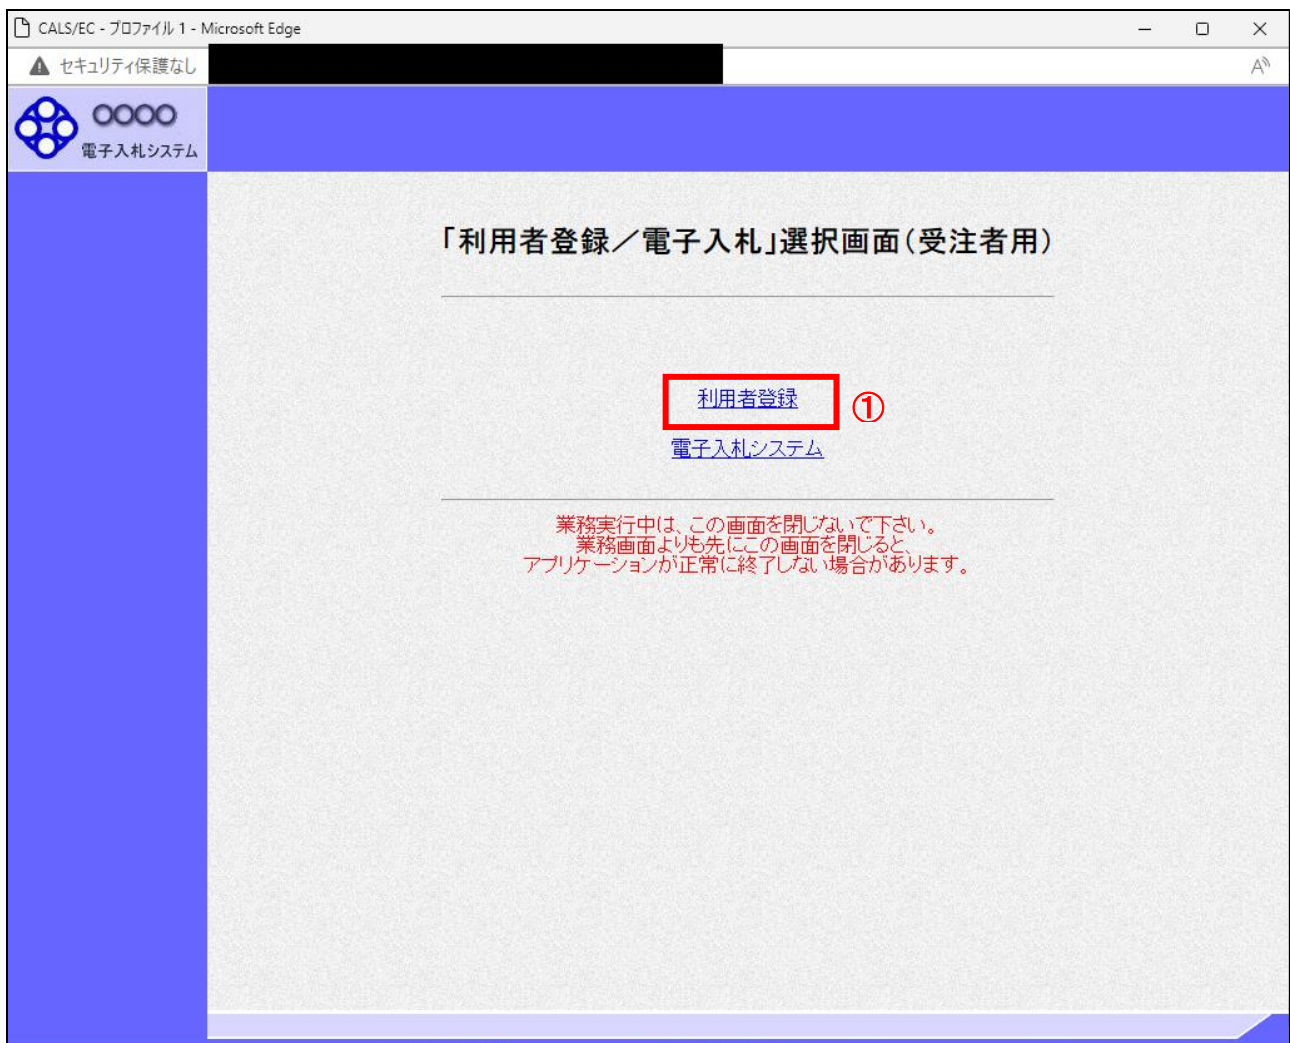 CALS/EC - プロファイル 1 - Microsoft Edge
セキュリティ保護なし
A
○○○○
電子入札システム
「利用者登録／電子入札」選択画面(受注者用)
利用者登録
①
電子入札システム
業務実行中は、この画面を閉じないで下さい。
業務画面よりも先にこの画面を閉じると、
アプリケーションが正常に終了しない場合があります。